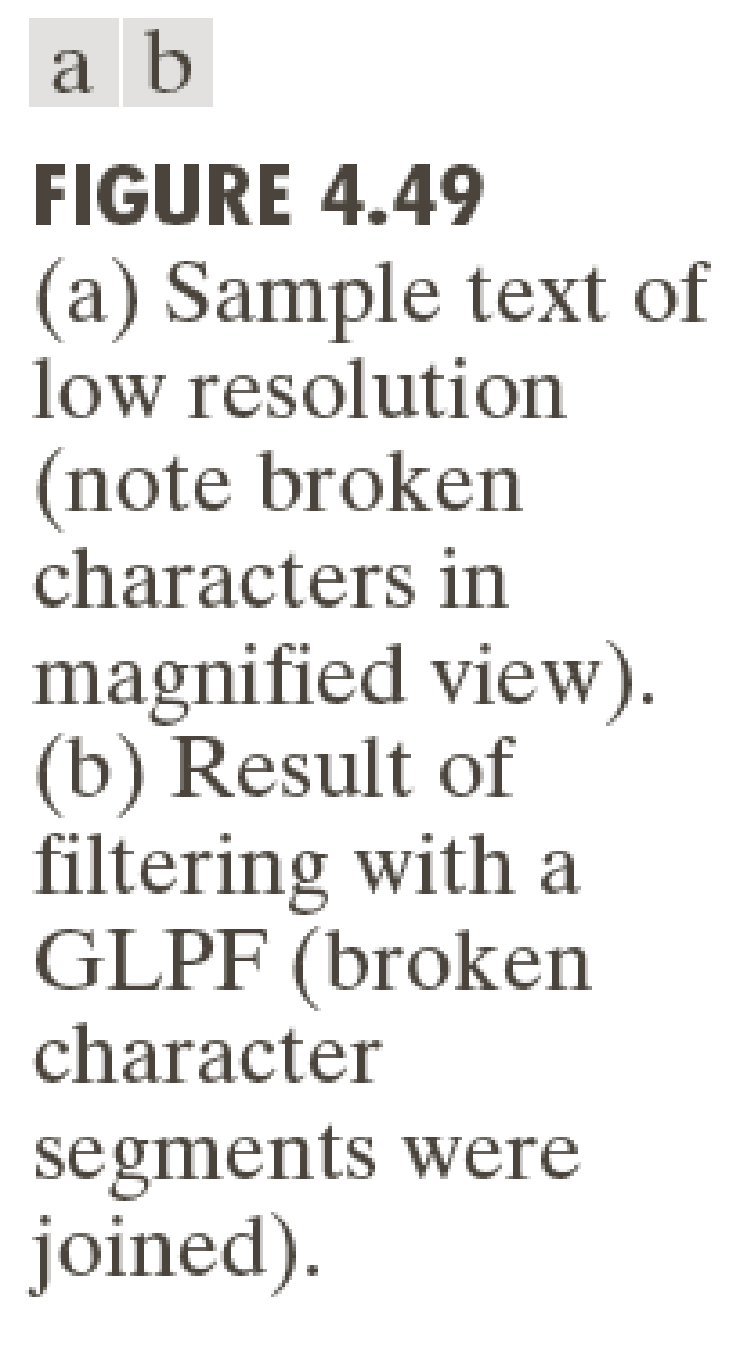 a b
FIGURE 4.49
(a) Sample text of
low resolution
(note broken
characters in
magnified view).
(b) Result of
filtering with a
GLPF (broken
character
segments were
joined).